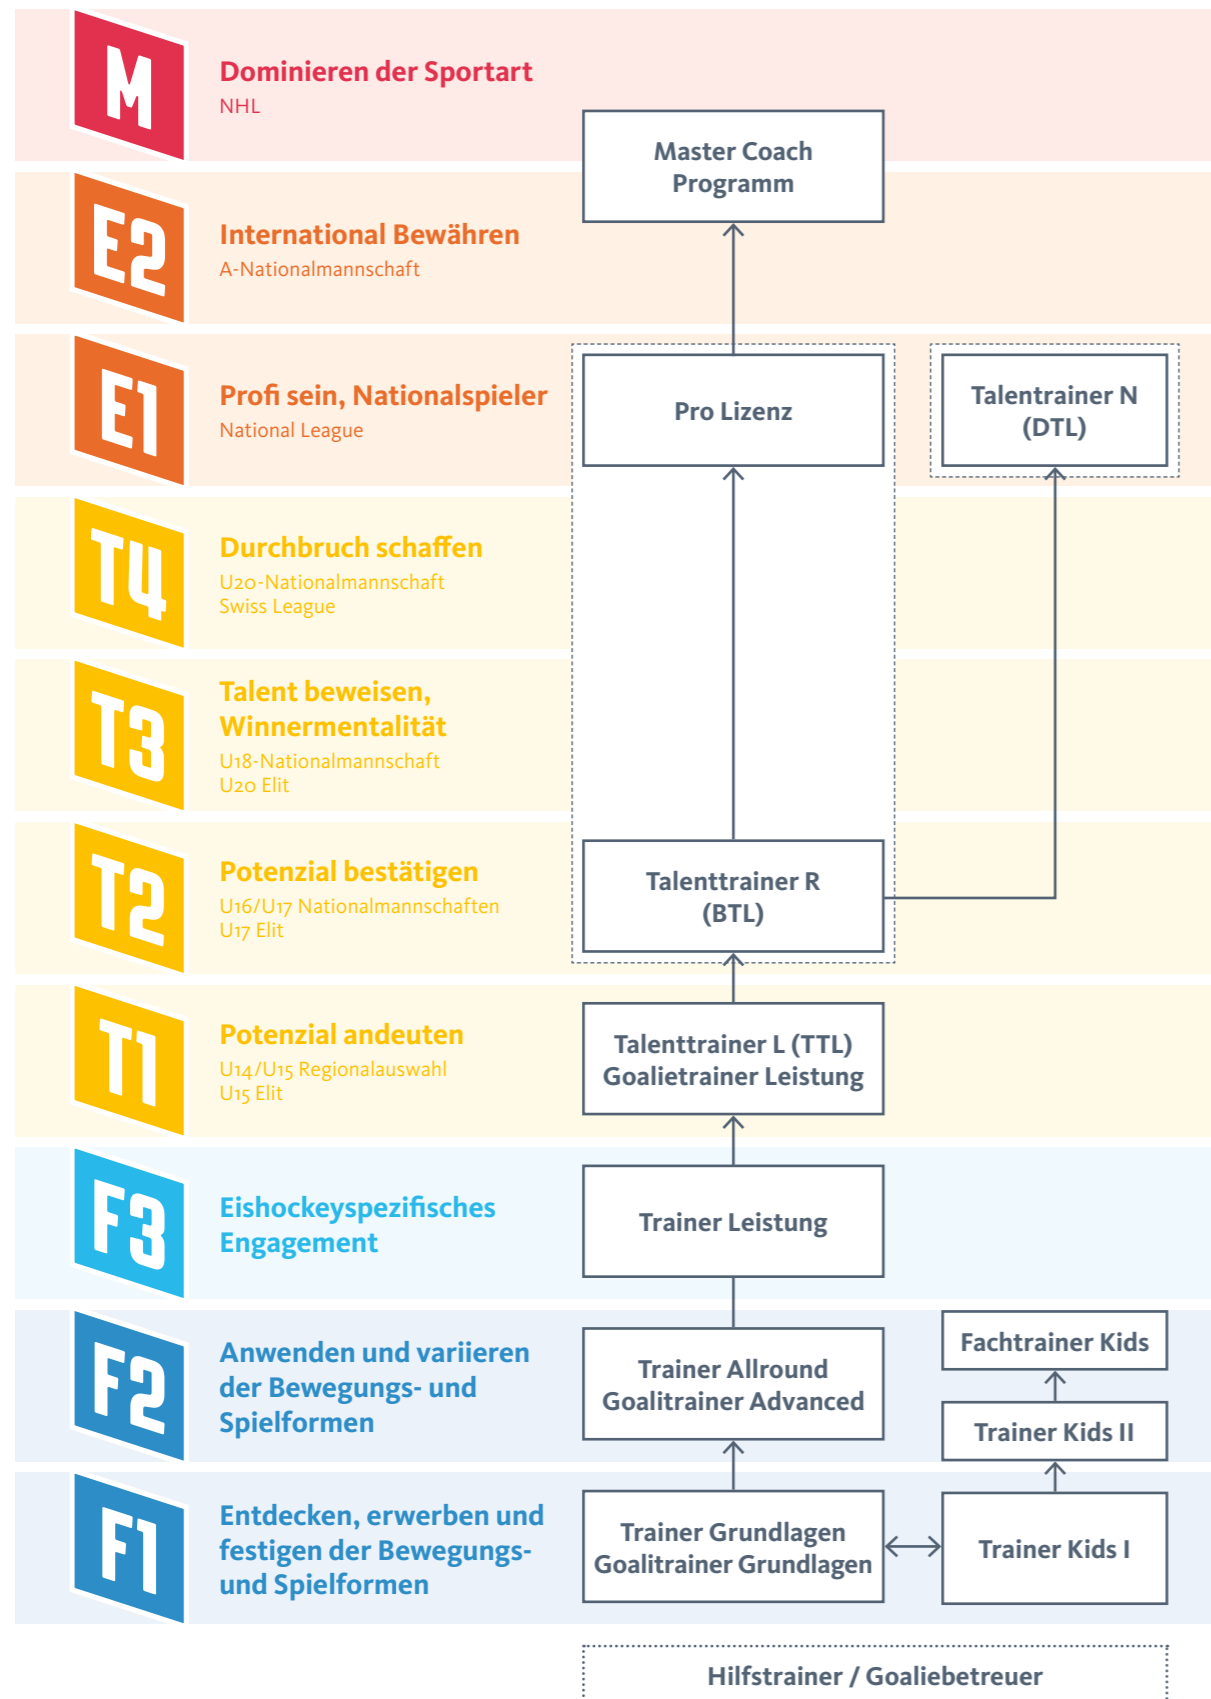 M
Dominieren der Sportart
NHL
Master Coach
Programm
E2
International Bewähren
A-Nationalmannschaft
E1
Profi sein, Nationalspieler
National League
Pro Lizenz
Talentrainer N
(DTL)
T4
Durchbruch schaffen
U20-Nationalmannschaft
Swiss League
T3
Talent beweisen,
Winnermentalität
U18-Nationalmannschaft
U20 Elit
T2
Potenzial bestätigen
U16/U17 Nationalmannschaften
U17 Elit
Talenttrainer R
(BTL)
T1
Potenzial andeuten
U14/U15 Regionalauswahl
U15 Elit
Talenttrainer L (TTL)
Goalietrainer Leistung
F3
Eishockeyspezifisches
Engagement
Trainer Leistung
F2
Anwenden und variieren
der Bewegungs- und
Spielformen
Trainer Allround
Goalitrainer Advanced
Fachtrainer Kids
Trainer Kids II
F1
Entdecken, erwerben und
festigen der Bewegungs-
und Spielformen
Trainer Grundlagen
Goalitrainer Grundlagen
Trainer Kids I
Hilfstrainer / Goaliebetreuer